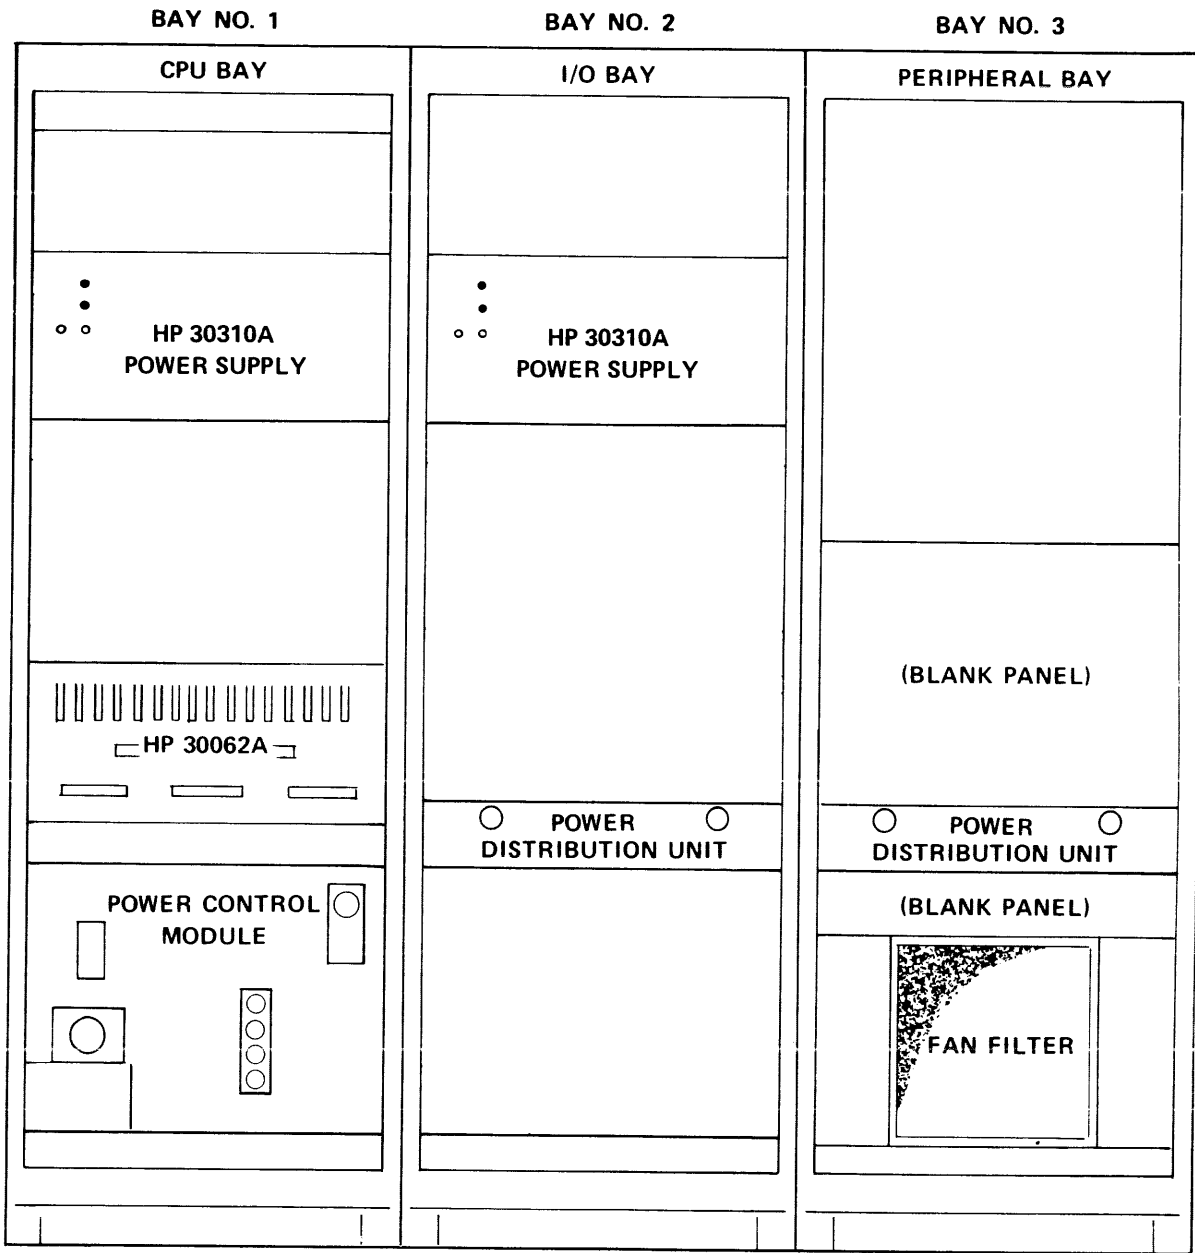 BAY NO. 1
BAY NO. 2
BAY NO. 3
CPU BAY
I/O BAY
PERIPHERAL BAY
HP 30310A
POWER SUPPLY
HP 30310A
POWER SUPPLY
(BLANK PANEL)
HP 30062A
POWER
DISTRIBUTION UNIT
POWER
DISTRIBUTION UNIT
POWER CONTROL
MODULE
(BLANK PANEL)
FAN FILTER